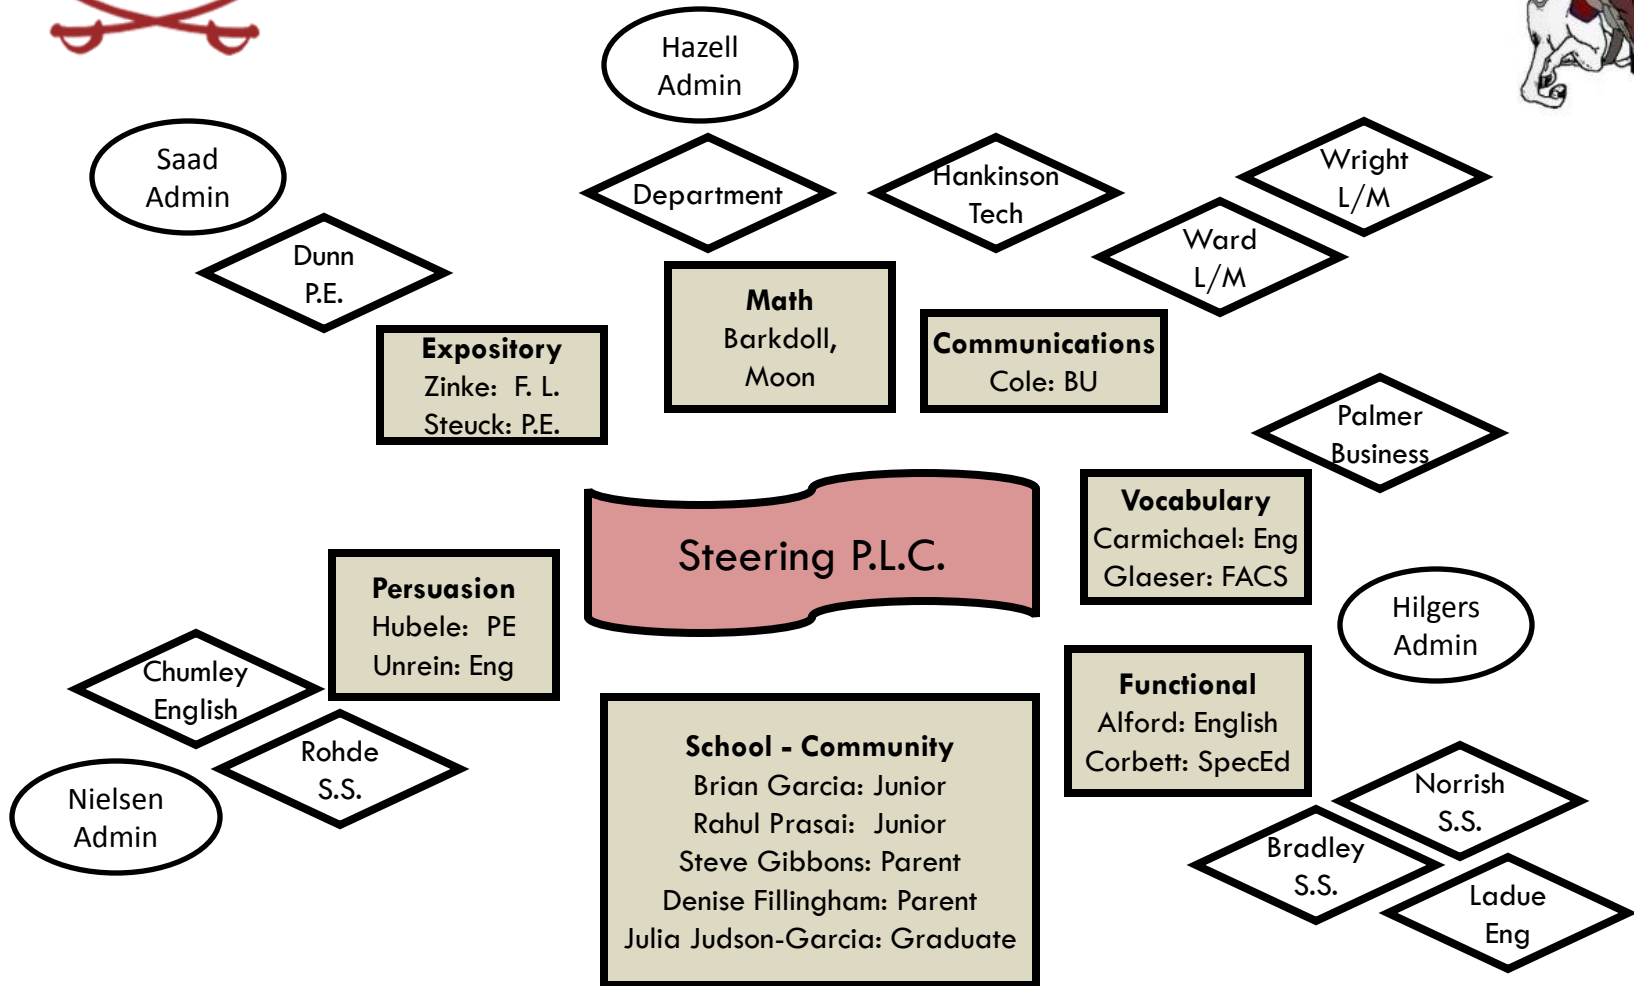 Hazell
Admin
Saad
Admin
Department
Hankinson
Tech
Wright
L/M
Ward
L/M
Dunn
P.E.
Math
Barkdoll,
Moon
Communications
Cole: BU
Expository
Zinke:  F. L.
Steuck: P.E.
Palmer
Business
Steering P.L.C.
Vocabulary
Carmichael: Eng
Glaeser: FACS
Persuasion
Hubele:  PE
Unrein: Eng
Hilgers
Admin
Chumley
English
Functional
Alford: English
Corbett: SpecEd
Rohde
S.S.
Nielsen
Admin
School - Community
Brian Garcia: Junior
Rahul Prasai:  Junior
Steve Gibbons: Parent
Denise Fillingham: Parent
Julia Judson-Garcia: Graduate
Norrish
S.S.
Bradley
S.S.
Ladue
Eng